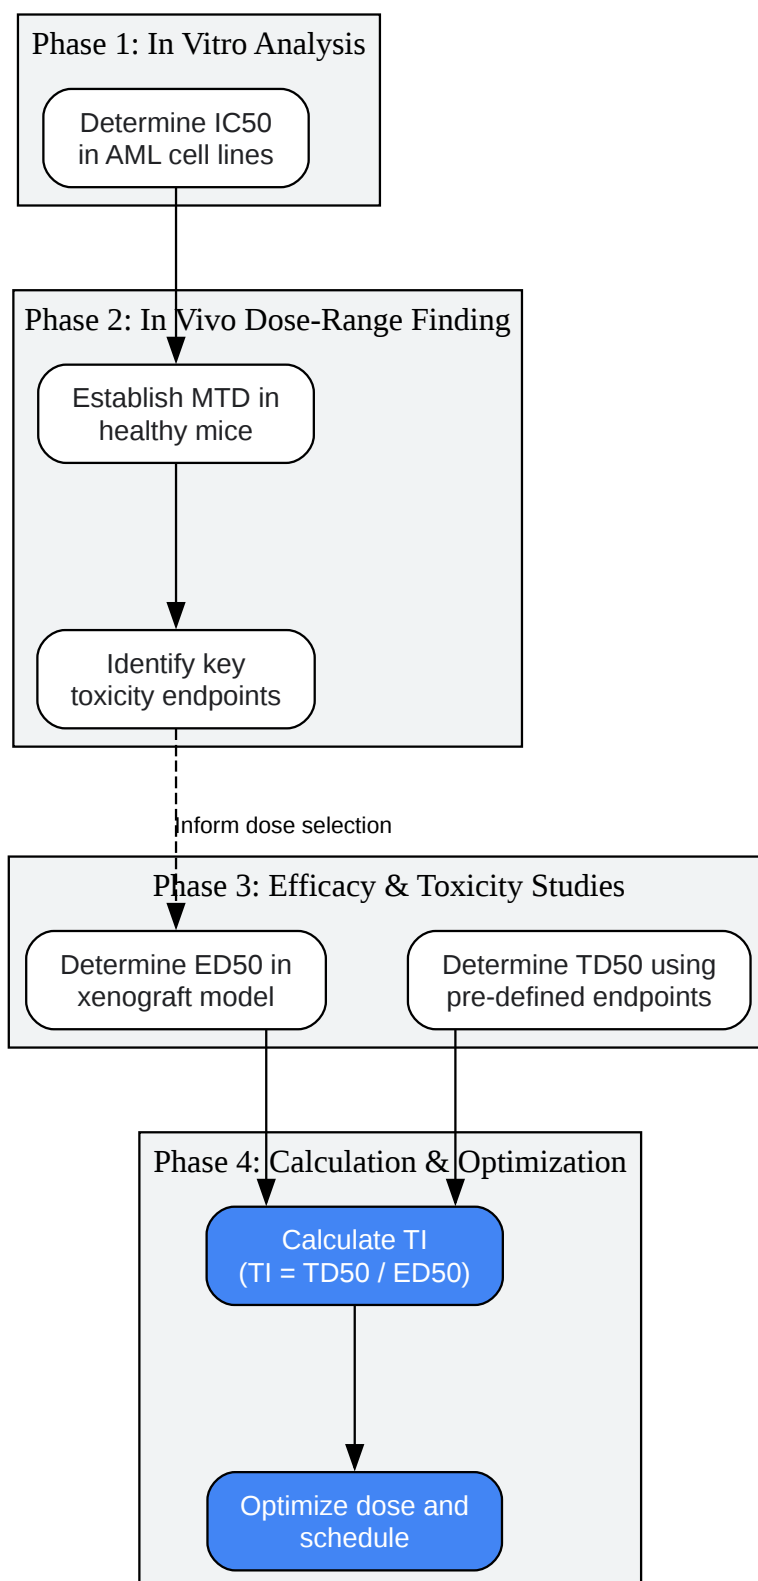 Phase 1: In Vitro Analysis
Determine IC50
in AML cell lines
Phase 2: In Vivo Dose-Range Finding
Establish MTD in
healthy mice
Identify key
toxicity endpoints
Inform dose selection
Phase 3: Efficacy & Toxicity Studies
Determine ED50 in
xenograft model
Determine TD50 using
pre-defined endpoints
Phase 4: Calculation & Optimization
Calculate TI
(TI = TD50 / ED50)
Optimize dose and
schedule